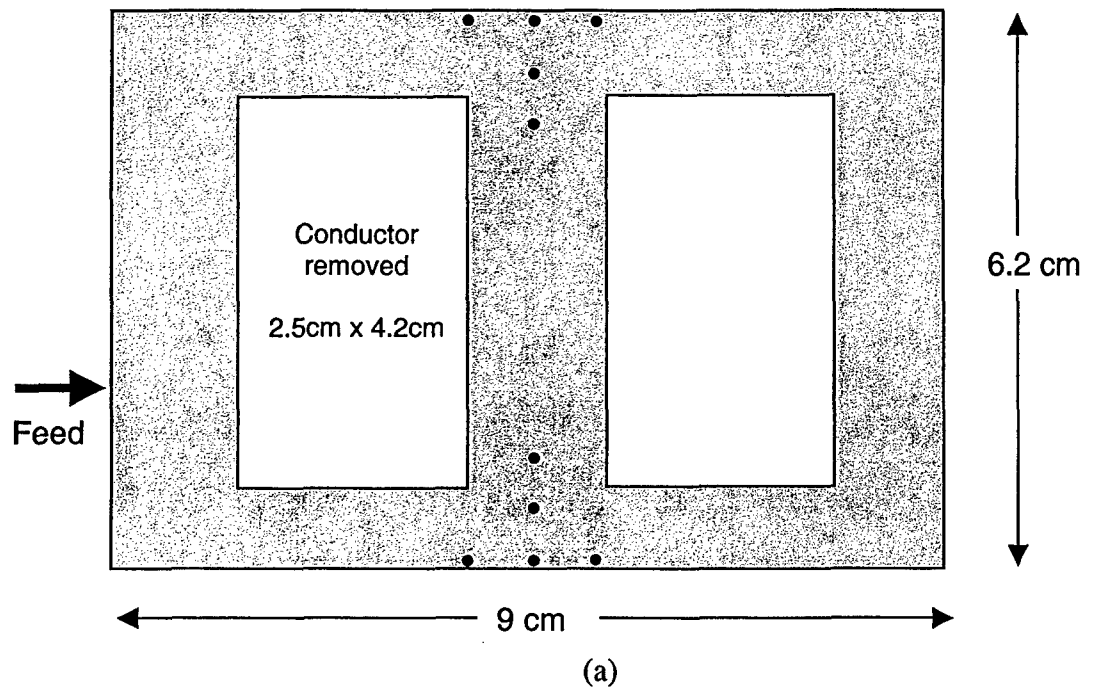 Conductor
removed
2.5cm x 4.2cm
6.2 cm
Feed
9 cm
(a)